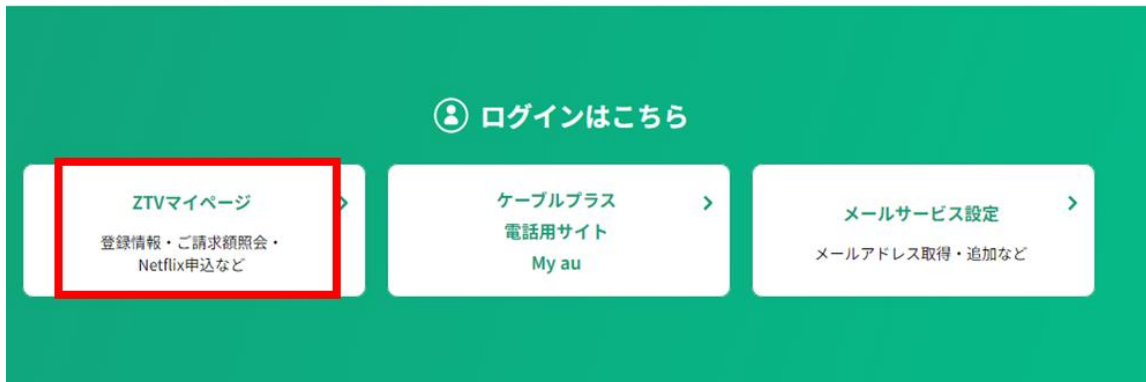 ログインはこちら
ZTVマイページ
登録情報・ご請求額照会・
Netflix申込など
ケーブルプラス
電話用サイト
My au
メールサービス設定
メールアドレス取得・追加など